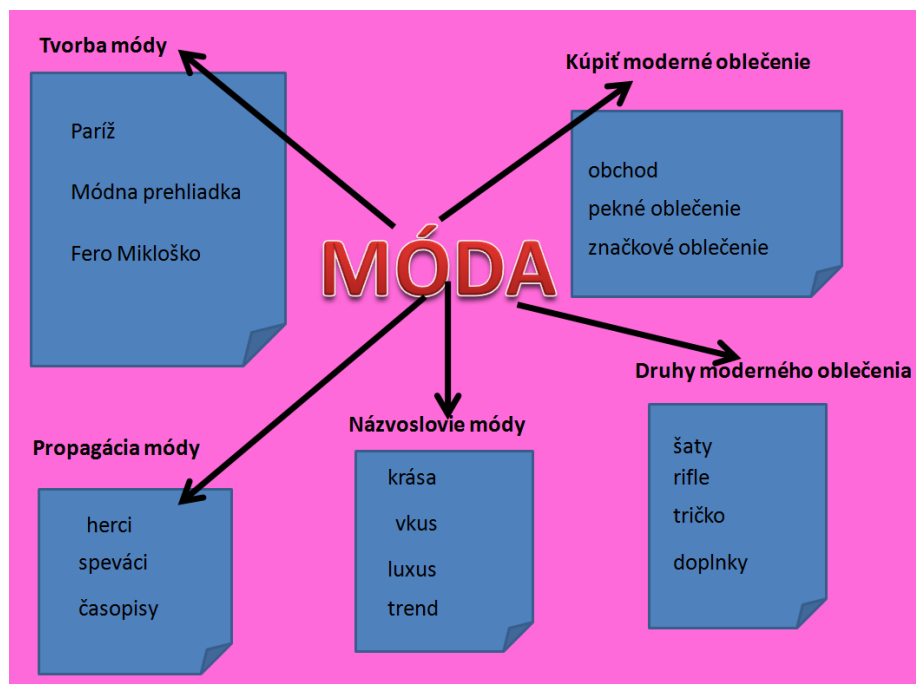 Tvorba módy
Paríž
Módna prehliadka
Fero Mikloško
Kúpiť moderné oblečenie
obchod
pekné oblečenie
značkové oblečenie
MÓDA
Druhy moderného oblečenia
šaty
rifle
tričko
doplnky
Názvoslovie módy
krása
vkus
luxus
trend
Propagácia módy
herci
speváci
časopisy